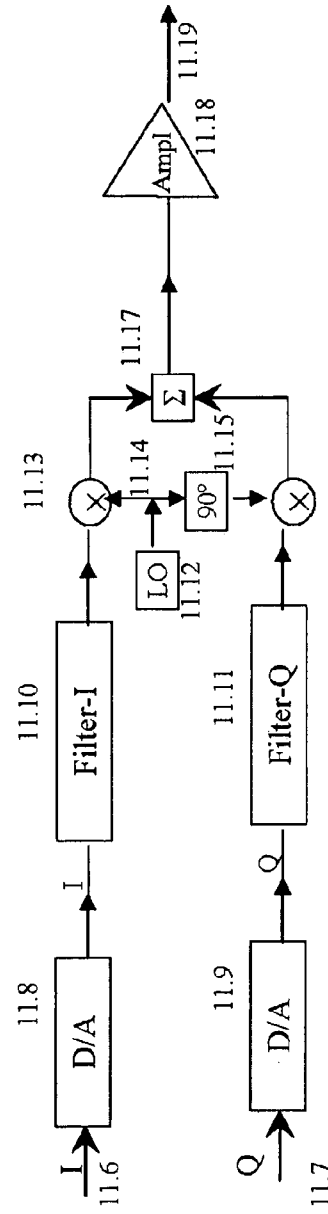 I
11.6
11.8
D/A
I
11.10
Filter-I
11.13
X
11.12
LO
11.14
90°
11.15
11.17
Σ
Ampl
11.18
11.19
Q
11.7
11.9
D/A
Q
11.11
Filter-Q
X